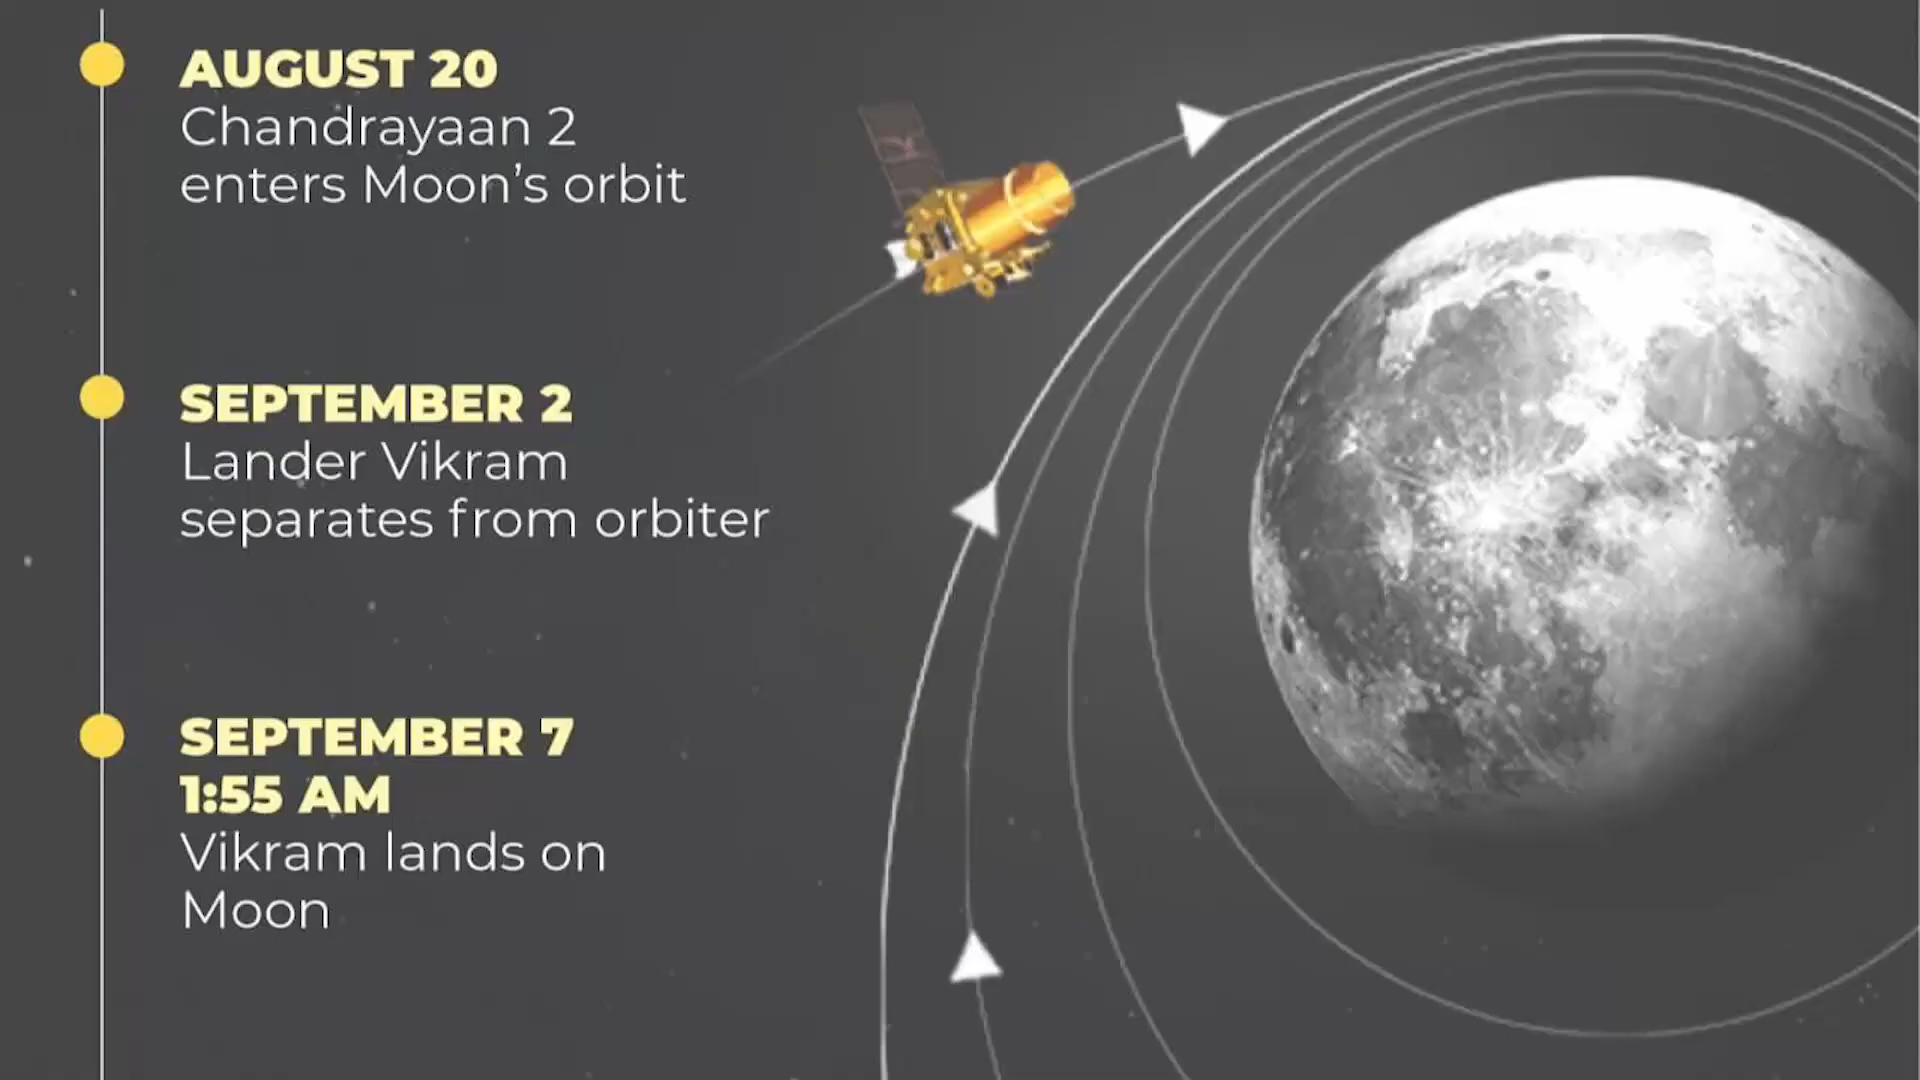 AUGUST 20
Chandrayaan 2
enters Moon's orbit
SEPTEMBER 2
Lander Vikram
separates from orbiter
SEPTEMBER 7
1:55 AM
Vikram lands on
Moon